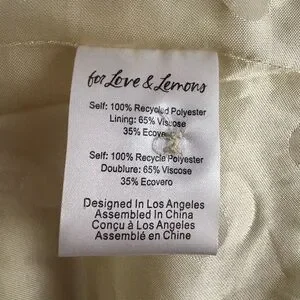 for Love & Lemons
Self: 100% Recycled Polyester
Lining: 65% Viscose
35% Ecovero
Self: 100% Recycle Polyester
Doublure: 65% Viscose
35% Ecovero
Designed In Los Angeles
Assembled In China
Conçu à Los Angeles
Assemblé en Chine